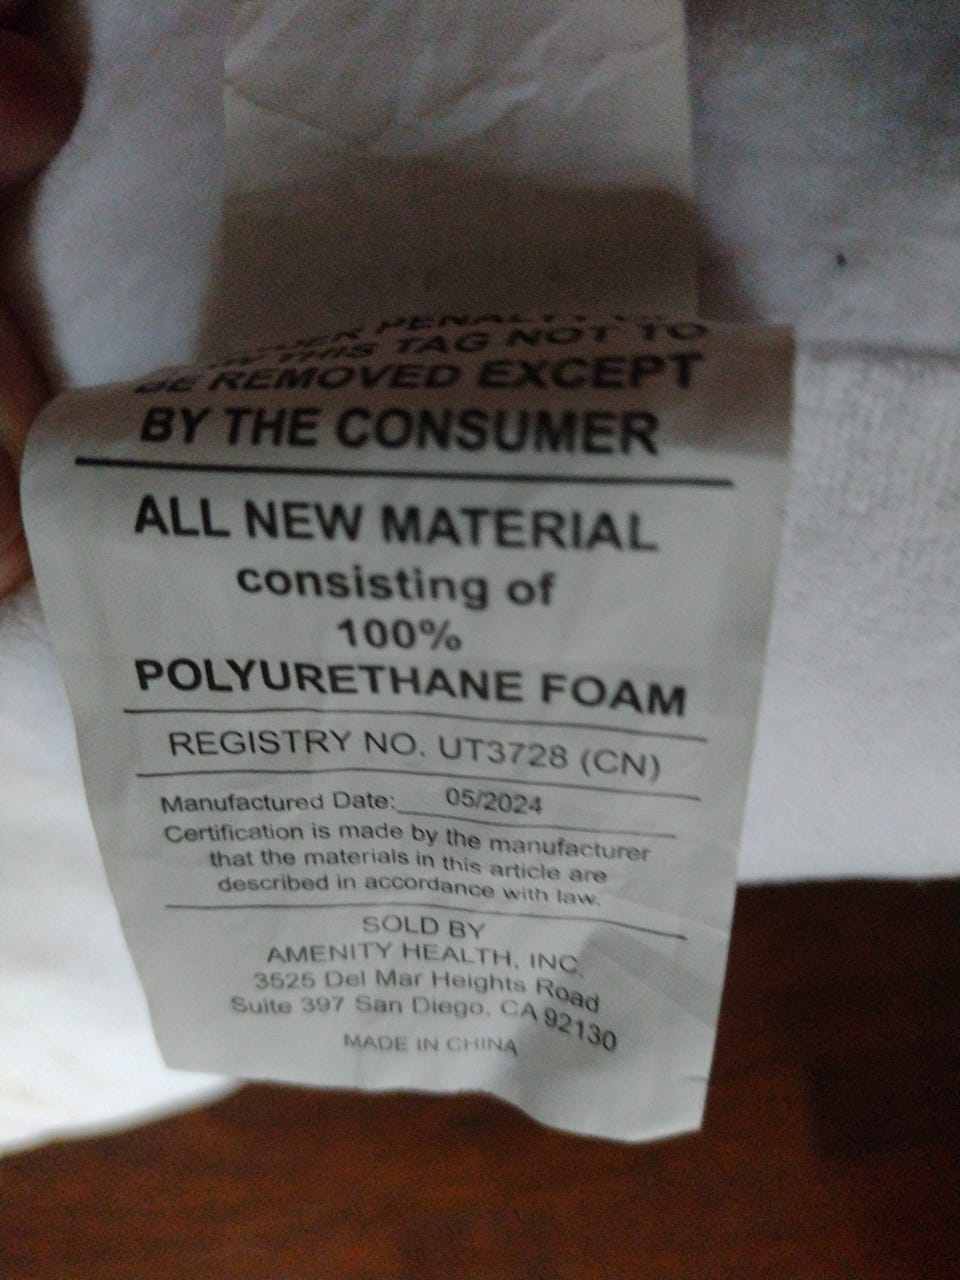 PENALTY
THIS TAG NOT TO
BE REMOVED EXCEPT
BY THE CONSUMER
ALL NEW MATERIAL
consisting of
100%
POLYURETHANE FOAM
REGISTRY NO. UT3728 (CN)
Manufactured Date: 05/2024
Certification is made by the manufacturer
that the materials in this article are
described in accordance with law.
SOLD BY
AMENITY HEALTH, INC.
3525 Del Mar Heights Road
Suite 397 San Diego, CA 92130
MADE IN CHINA